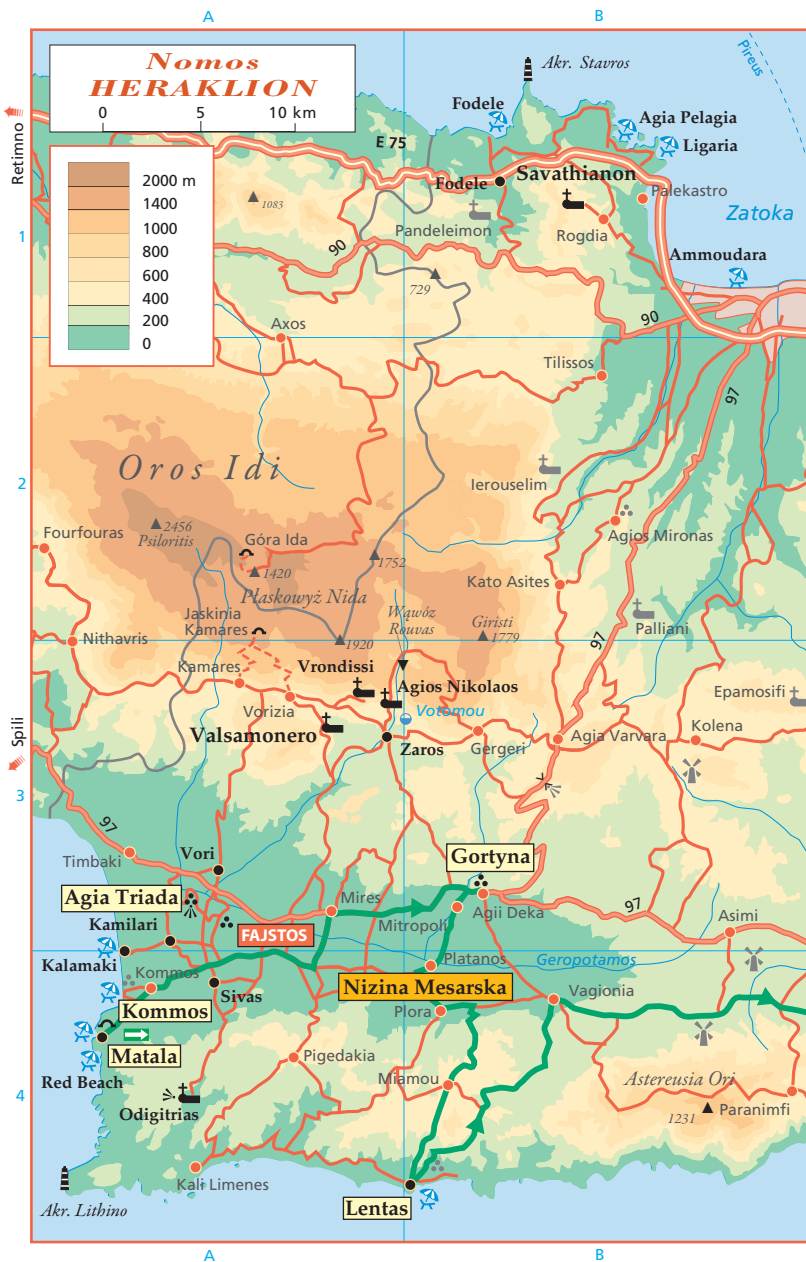 A
B
Nomos
HERAKLION
0
5
10 km
2000 m
1400
1000
800
600
400
200
0
Retimno
Pireus
Akr. Stavros
Fodele
Agia Pelagia
Ligaria
E 75
Fodele
Savathianon
Palekastro
1083
Pandeleimon
Rogdia
Zatoka
1
90
Ammoudara
729
90
Axos
Tilissos
97
Oros Idi
2
Ierouselim
2456
Psiloritis
Góra Ida
Agios Mironas
Fourfouras
1420
1752
Płaskowyż Nida
Kato Asites
Jaskinia
Kamares
Wąwóz
Rouvas
Giristi
1779
Palliani
Nithavris
1920
97
Kamares
Vrondissi
Agios Nikolaos
Epamosifi
Vorizia
Votomou
Spili
Valsamonero
Zaros
Gergeri
Agia Varvara
Kolena
3
97
Timbaki
Vori
Gortyna
Agia Triada
Mires
Agii Deka
Kamilari
FAJSTOS
Mitropoli
97
Asimi
Kalamaki
Platanos
Geropotamos
Kommos
Sivas
Nizina Mesarska
Vagionia
Kommos
Plora
Matala
Pigedakia
Red Beach
Miamou
Astereusia Ori
4
Odigitrias
1231
Paranimfi
Kali Limenes
Lentas
Akr. Lithino
A
B